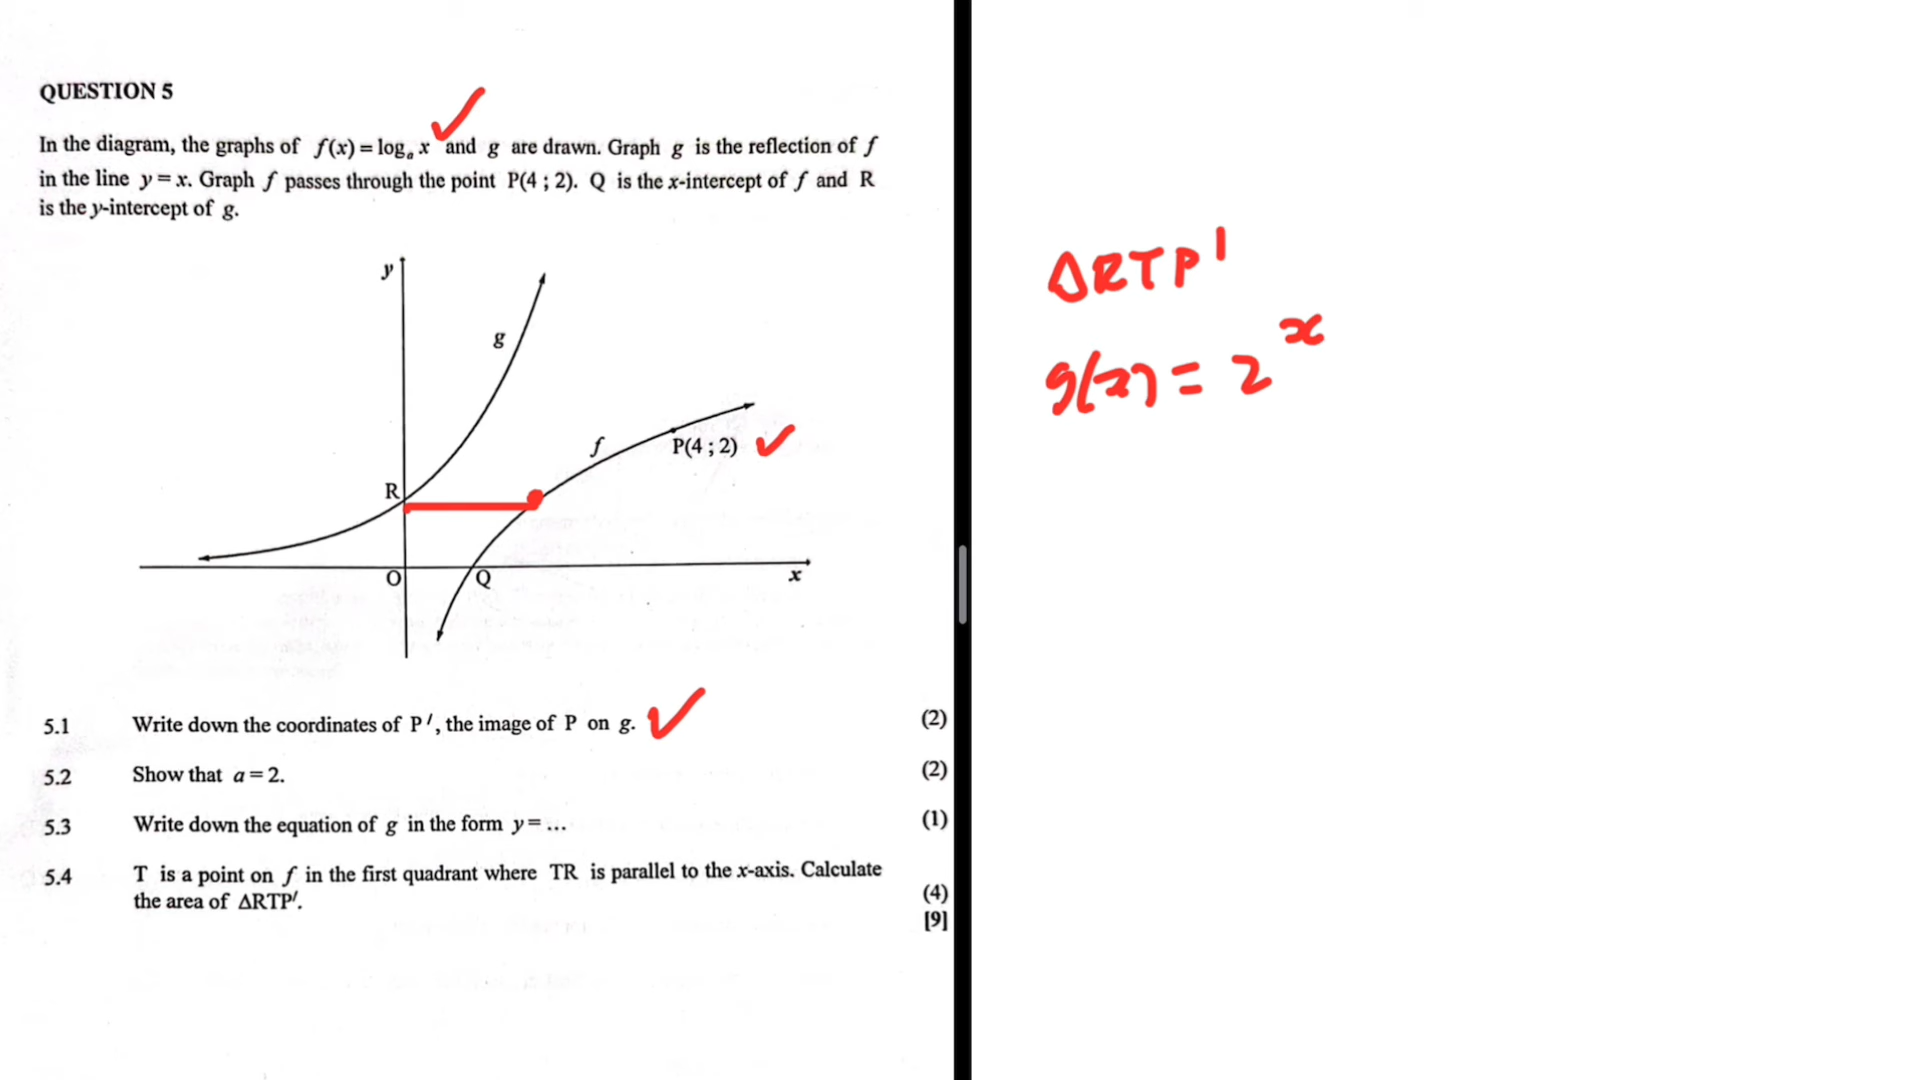 QUESTION 5
In the diagram, the graphs of f(x) = logₐ x and g are drawn. Graph g is the reflection of f
in the line y = x. Graph f passes through the point P(4 ; 2). Q is the x-intercept of f and R
is the y-intercept of g.
y
g
f
P(4 ; 2)
R
O
Q
x
5.1 Write down the coordinates of P′, the image of P on g. (2)
5.2 Show that a = 2. (2)
5.3 Write down the equation of g in the form y = ... (1)
5.4 T is a point on f in the first quadrant where TR is parallel to the x-axis. Calculate
the area of ΔRTP′. (4)
[9]
ΔRTP'
g(x) = 2^x